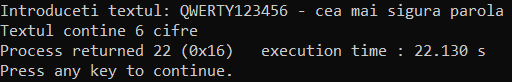 Introduceti textul: QWERTY123456 - cea mai sigura parola
Textul contine 6 cifre
Process returned 22 (0x16)   execution time : 22.130 s
Press any key to continue.